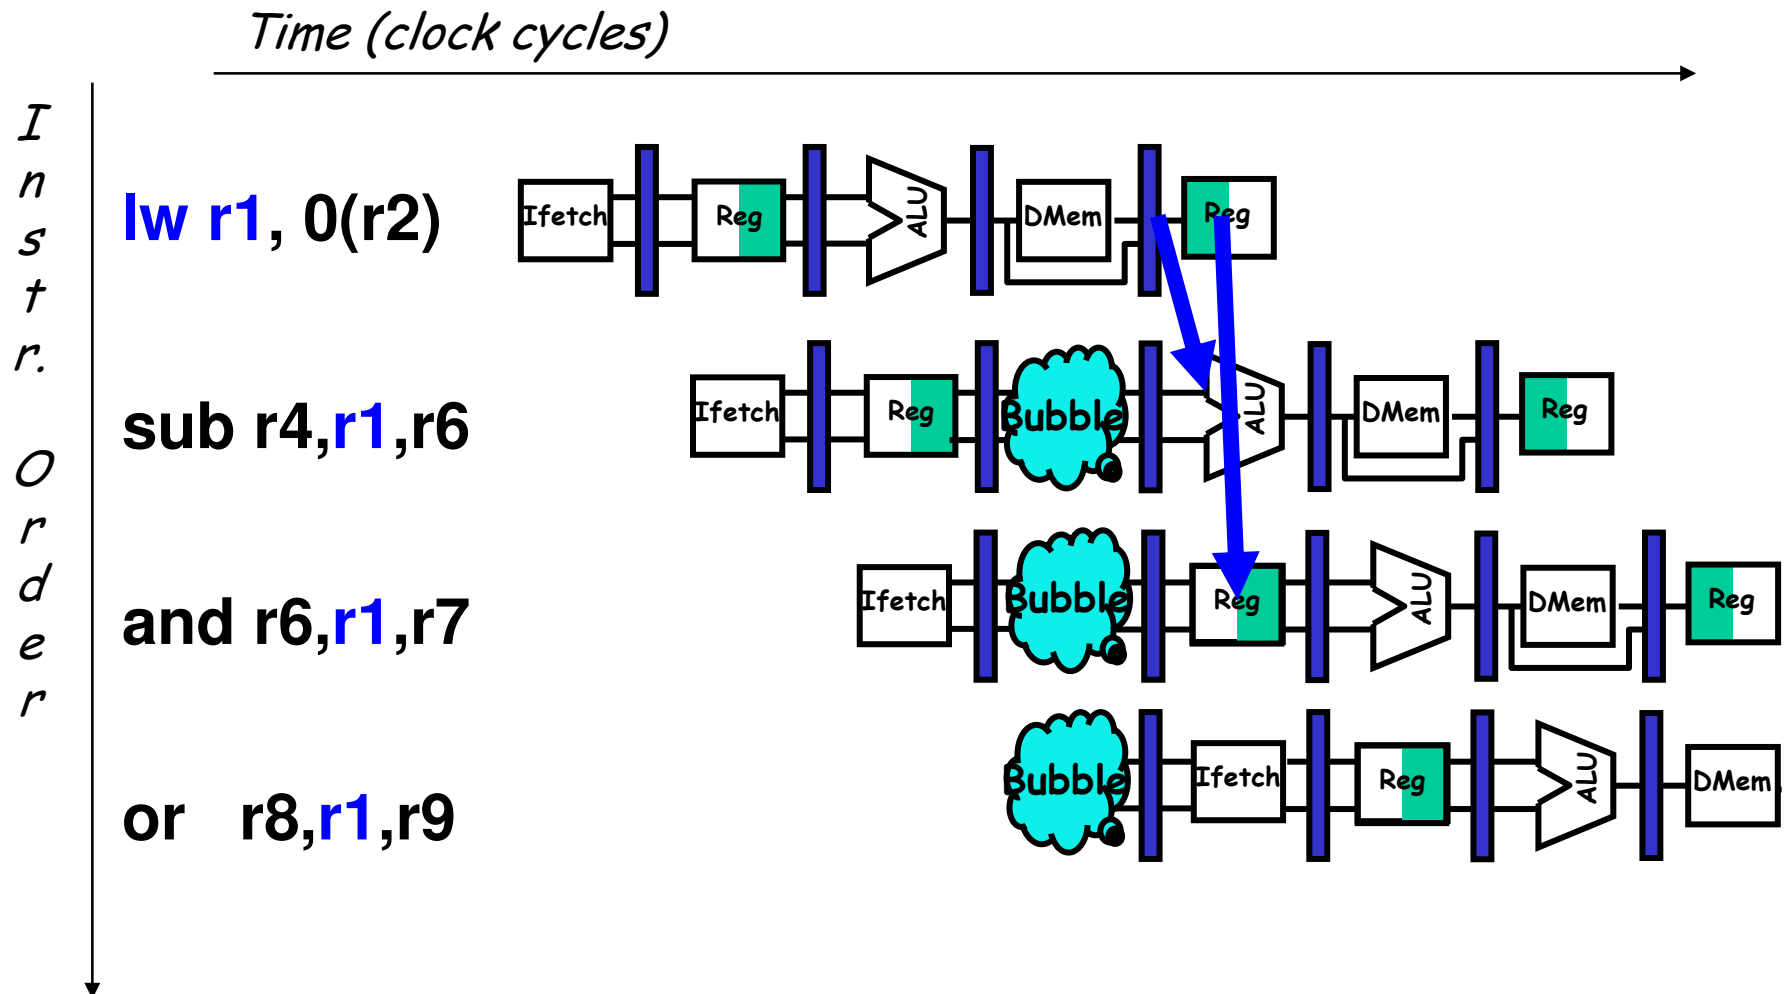 Time (clock cycles)
Instr. Order
lw r1, 0(r2)
Ifetch Reg ALU DMem Reg
sub r4,r1,r6
Ifetch Reg Bubble ALU DMem Reg
and r6,r1,r7
Ifetch Bubble Reg ALU DMem Reg
or r8,r1,r9
Bubble Ifetch Reg ALU DMem